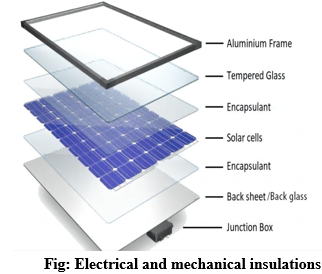 Aluminium Frame
Tempered Glass
Encapsulant
Solar cells
Encapsulant
Back sheet/Back glass
Junction Box
Fig: Electrical and mechanical insulations